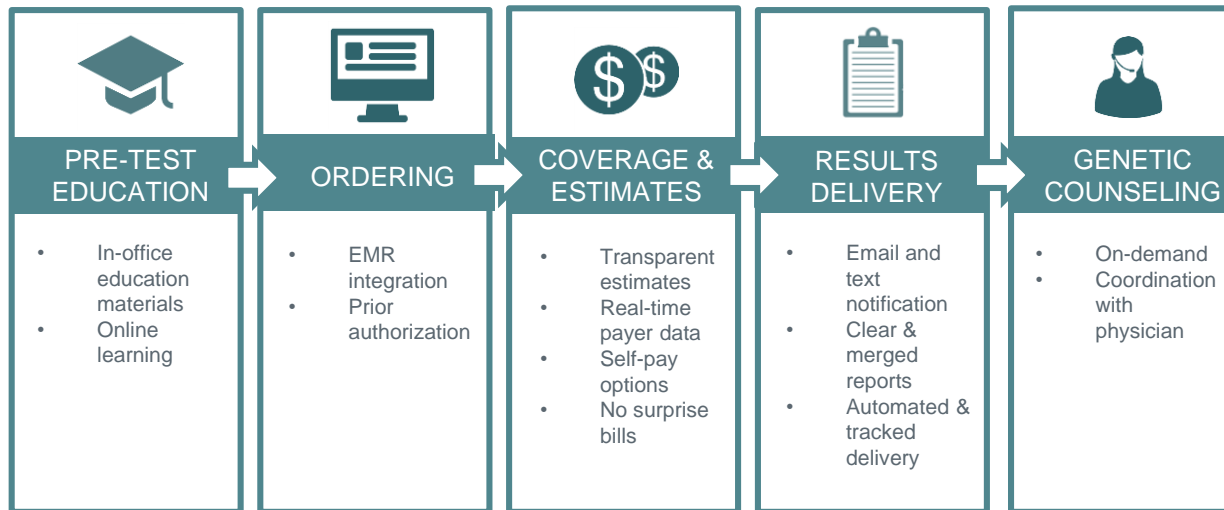 PRE-TEST
EDUCATION
• In-office
education
materials
• Online
learning
ORDERING
• EMR
integration
• Prior
authorization
$ $
COVERAGE &
ESTIMATES
• Transparent
estimates
• Real-time
payer data
• Self-pay
options
• No surprise
bills
RESULTS
DELIVERY
• Email and
text
notification
• Clear &
merged
reports
• Automated &
tracked
delivery
GENETIC
COUNSELING
• On-demand
• Coordination
with
physician